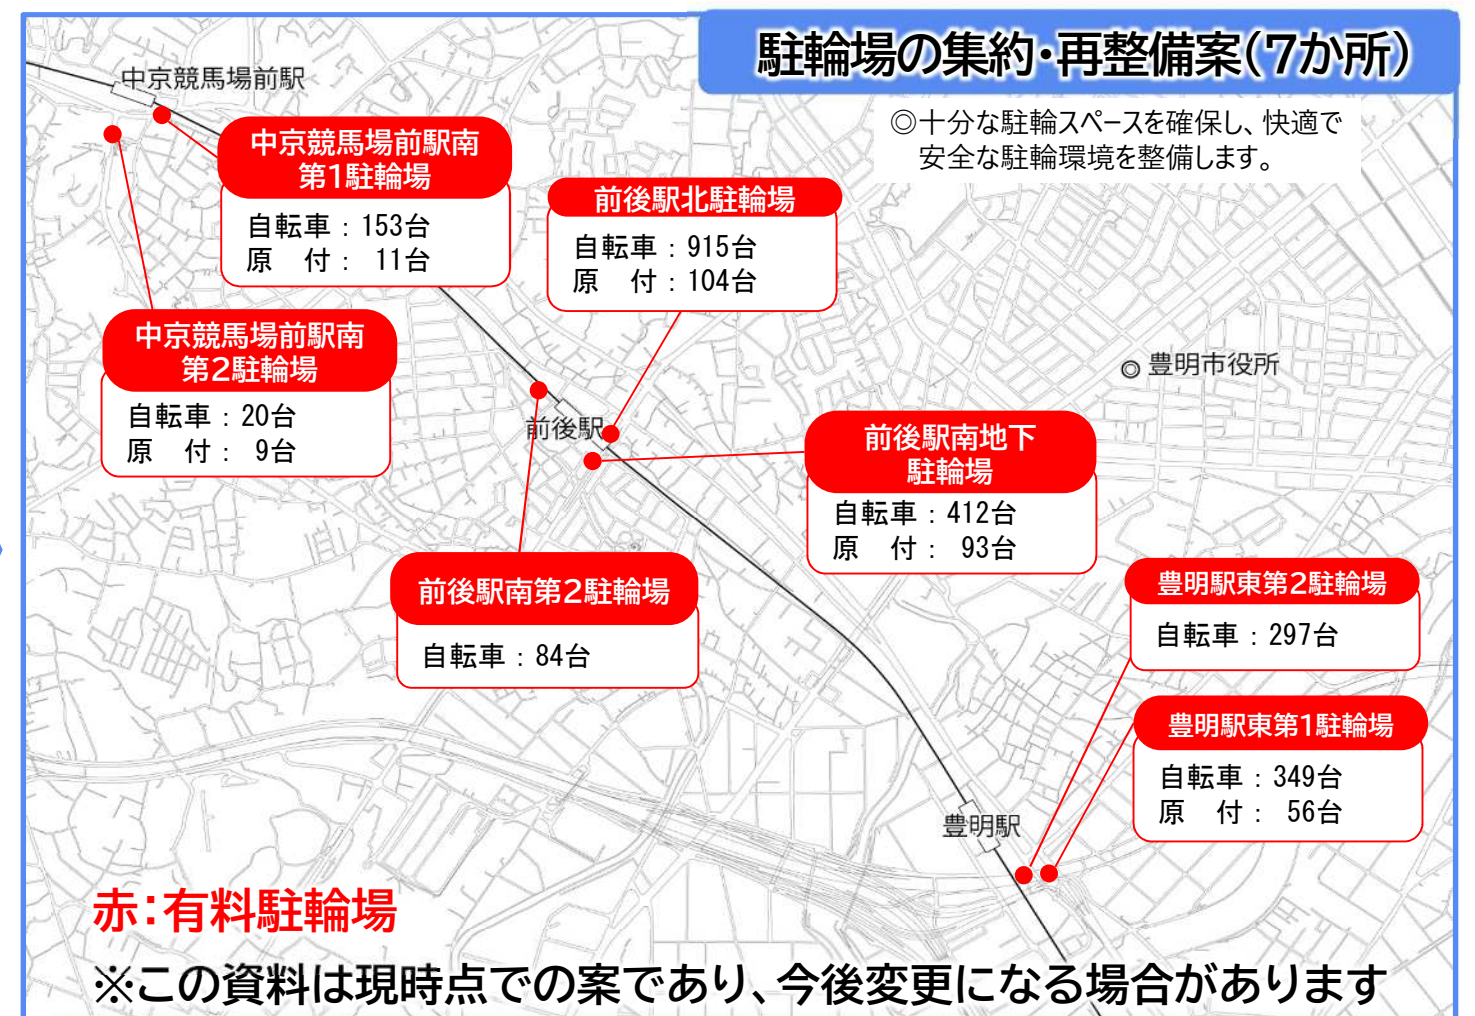 駐輪場の集約・再整備案(7か所)
◎十分な駐輪スペースを確保し、快適で
安全な駐輪環境を整備します。
中京競馬場前駅
中京競馬場前駅南
第1駐輪場
自転車：153台
原　付：　11台
前後駅北駐輪場
自転車：915台
原　付：104台
中京競馬場前駅南
第2駐輪場
自転車：20台
原　付：　9台
◎豊明市役所
前後駅
前後駅南地下
駐輪場
自転車：412台
原　付：　93台
前後駅南第2駐輪場
自転車：84台
豊明駅東第2駐輪場
自転車：297台
豊明駅東第1駐輪場
自転車：349台
原　付：　56台
豊明駅
赤：有料駐輪場
※この資料は現時点での案であり、今後変更になる場合があります